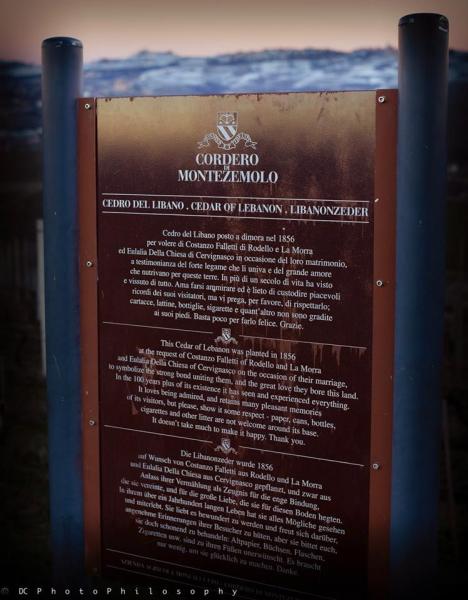 CORDERO
DI
MONTEZEMOLO
CEDRO DEL LIBANO . CEDAR OF LEBANON . LIBANONZEDER
Cedro del Libano posto a dimora nel 1856
per volere di Costanzo Falletti di Rodello e La Morra
ed Eulalia Della Chiesa di Cervignasco in occasione del loro matrimonio,
a testimonianza del forte legame che li univa e del grande amore
che nutrivano per queste terre. In più di un secolo di vita ha visto
e vissuto di tutto. Ama farsi ammirare ed è lieto di custodire piacevoli
ricordi dei suoi visitatori, ma vi prega, per favore, di rispettarlo;
cartacce, lattine, bottiglie, sigarette e quant'altro non sono gradite
ai suoi piedi. Basta poco per farlo felice. Grazie.
This Cedar of Lebanon was planted in 1856
at the request of Costanzo Falletti of Rodello and La Morra
and Eulalia Della Chiesa of Cervignasco on the occasion of their marriage,
to symbolize the strong bond uniting them, and the great love they bore this land.
In the 100 years plus of its existence it has seen and experienced everything.
It loves being admired, and retains many pleasant memories
of its visitors, but please, show it some respect - paper, cans, bottles,
cigarettes and other litter are not welcome around its base.
It doesn't take much to make it happy. Thank you.
Die Libanonzeder wurde 1856
auf Wunsch von Costanzo Falletti aus Rodello und La Morra
und Eulalia Della Chiesa aus Cervignasco gepflanzt, und zwar aus
Anlass ihrer Vermählung als Zeugnis für die enge Bindung,
die sie vereinte, und für die große Liebe, die sie für diesen Boden hegten.
In ihrem über ein Jahrhundert langen Leben hat sie alles Mögliche gesehen
und miterlebt. Sie liebt es bewundert zu werden und freut sich darüber,
angenehme Erinnerungen ihrer Besucher zu hüten, aber sie bittet euch,
sie doch schonend zu behandeln: Altpapier, Büchsen, Flaschen,
Zigaretten usw. sind zu ihren Füßen unerwünscht. Es braucht
nur wenig, um sie glücklich zu machen. Danke.
AZIENDA AGRICOLA MONFALLETTO
© DC PhotoPhilosophy